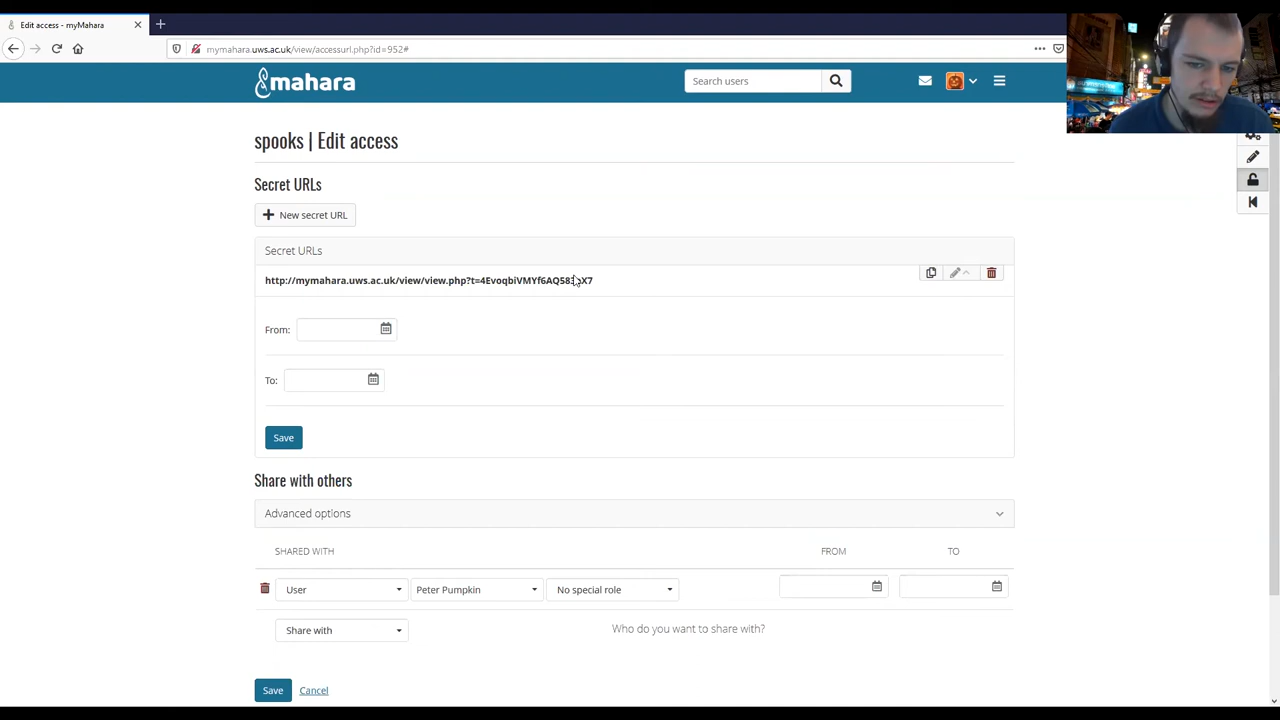 Edit access - myMahara
mymahara.uws.ac.uk/view/accessurl.php?id=952#
mahara
Search users
spooks | Edit access
Secret URLs
New secret URL
Secret URLs
From:
To:
Save
Share with others
Advanced options
SHARED WITH
FROM
TO
User
Peter Pumpkin
No special role
Share with
Who do you want to share with?
Save
Cancel